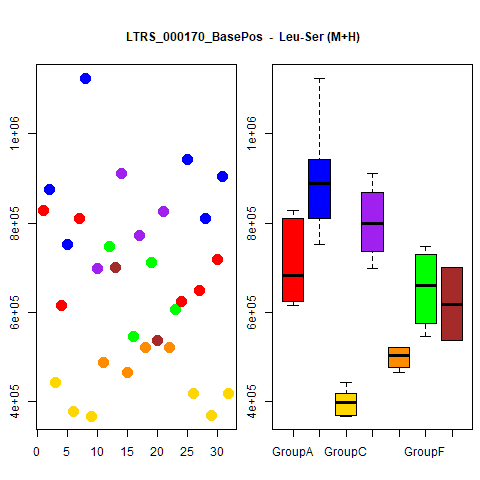 LTRS_000170_BasePos - Leu-Ser (M+H)
1e+06
8e+05
6e+05
4e+05
0 5 10 15 20 25 30
1e+06
8e+05
6e+05
4e+05
GroupA GroupC GroupF